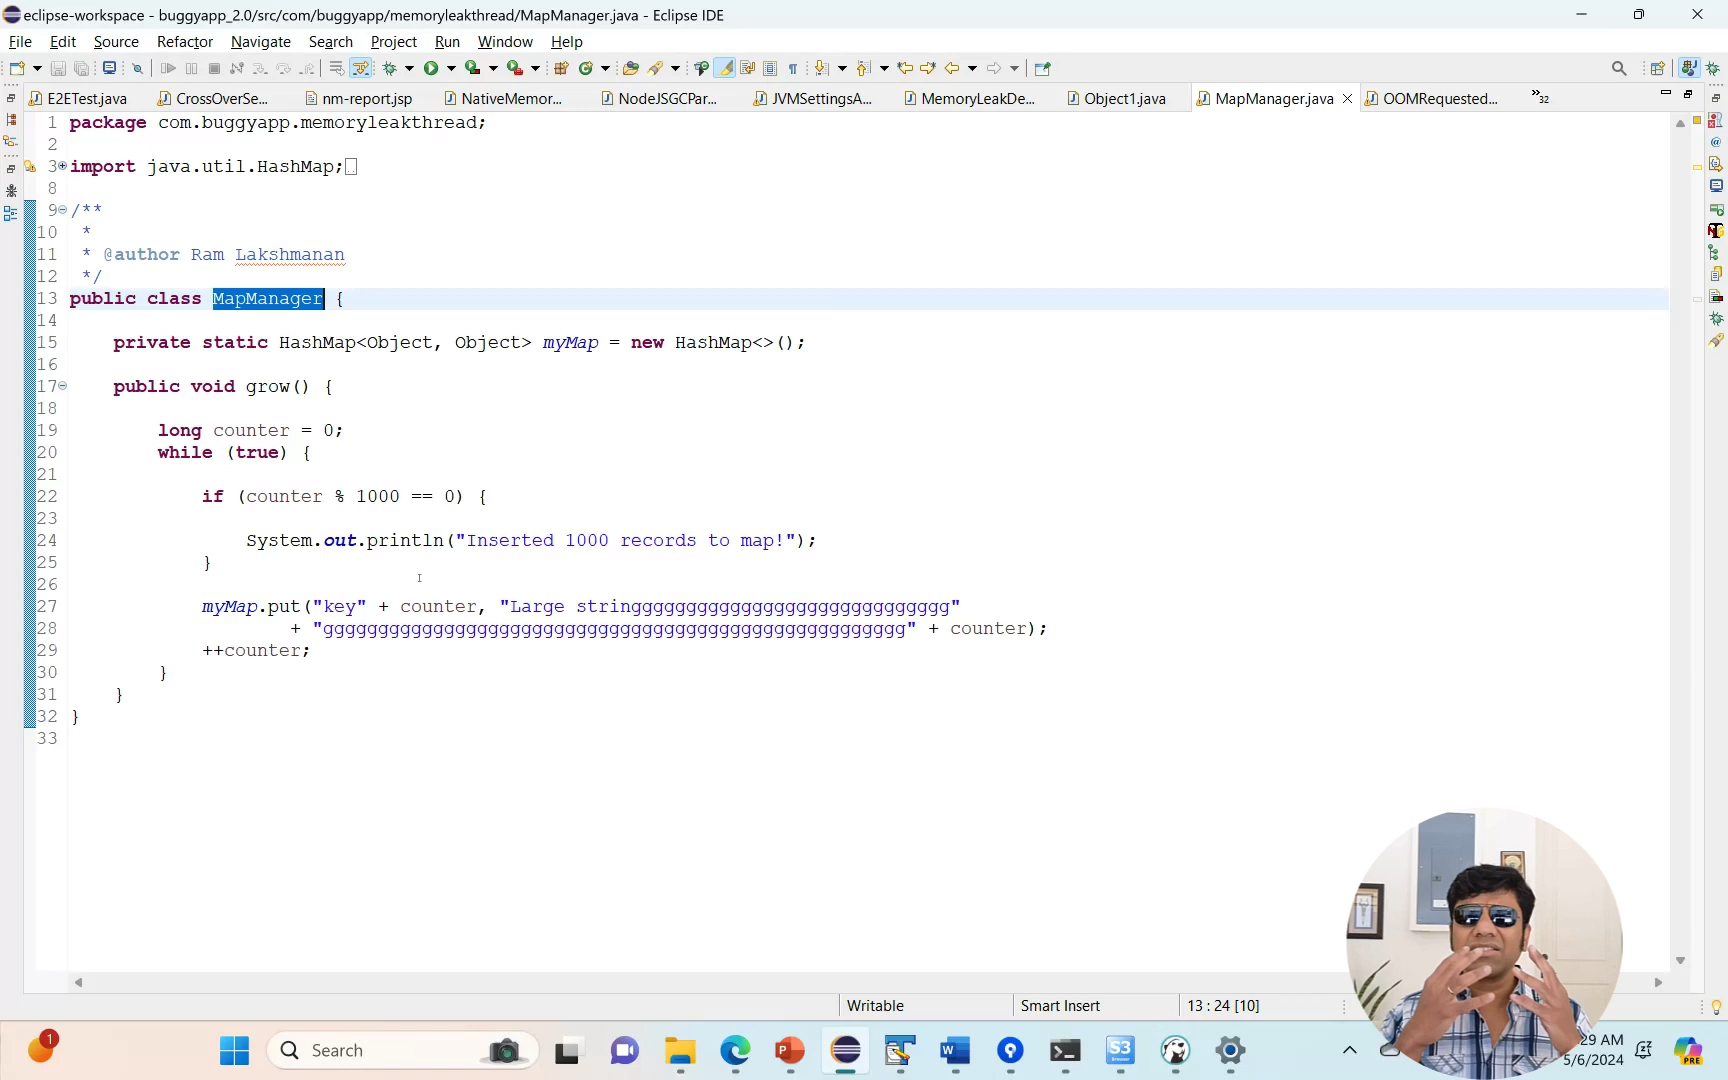 eclipse-workspace - buggyapp_2.0/src/com/buggyapp/memoryleakthread/MapManager.java - Eclipse IDE
File Edit Source Refactor Navigate Search Project Run Window Help
E2ETest.java CrossOverSe... nm-report.jsp NativeMemor... NodeJSGCPar... JVMSettingsA... MemoryLeakDe... Object1.java MapManager.java OOMRequested... »32
1 package com.buggyapp.memoryleakthread;
2
3 import java.util.HashMap;
8
9 /**
10 *
11 * @author Ram Lakshmanan
12 */
13 public class MapManager {
14
15 private static HashMap<Object, Object> myMap = new HashMap<>();
16
17 public void grow() {
18
19 long counter = 0;
20 while (true) {
21
22 if (counter % 1000 == 0) {
23
24 System.out.println("Inserted 1000 records to map!");
25 }
26
27 myMap.put("key" + counter, "Large stringgggggggggggggggggggggggggggggg"
28 + "ggggggggggggggggggggggggggggggggggggggggggggggggggggg" + counter);
29 ++counter;
30 }
31 }
32 }
33
Writable Smart Insert 13 : 24 [10]
1 Search 29 AM
5/6/2024 PRE